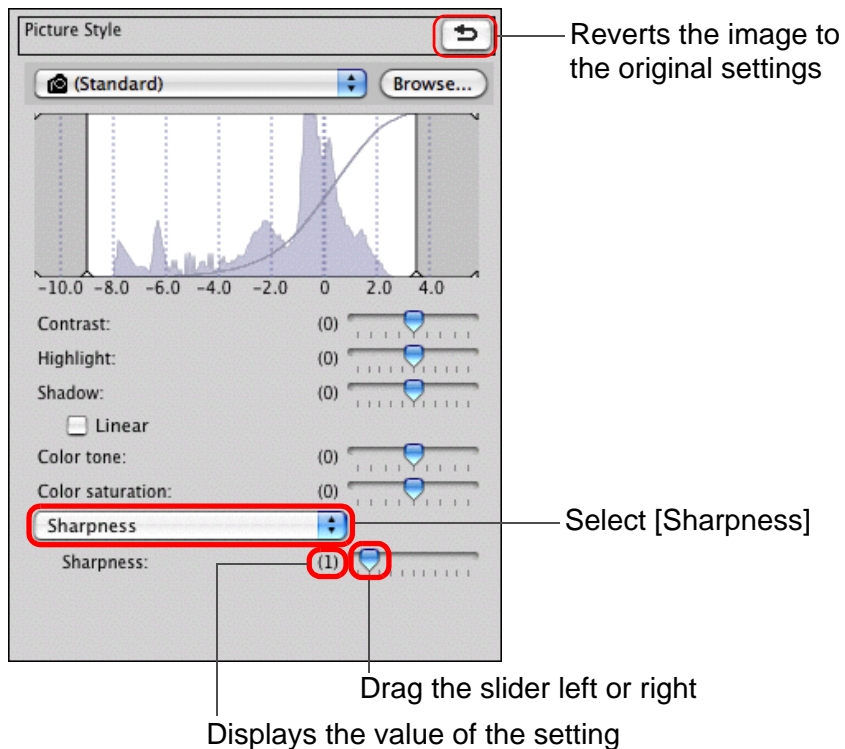 Picture Style
Reverts the image to
the original settings
(Standard)
Browse...
-10.0 -8.0 -6.0 -4.0 -2.0 0 2.0 4.0
Contrast: (0)
Highlight: (0)
Shadow: (0)
Linear
Color tone: (0)
Color saturation: (0)
Sharpness
Select [Sharpness]
Sharpness: (1)
Drag the slider left or right
Displays the value of the setting